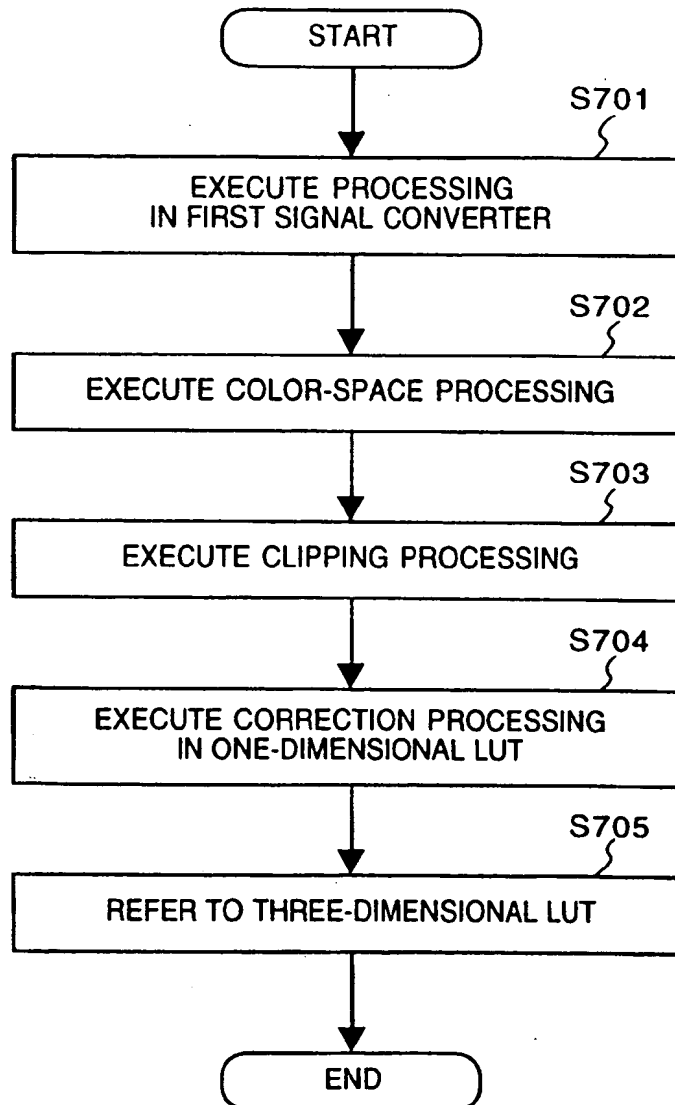 START
S701
EXECUTE PROCESSING
IN FIRST SIGNAL CONVERTER
S702
EXECUTE COLOR-SPACE PROCESSING
S703
EXECUTE CLIPPING PROCESSING
S704
EXECUTE CORRECTION PROCESSING
IN ONE-DIMENSIONAL LUT
S705
REFER TO THREE-DIMENSIONAL LUT
END